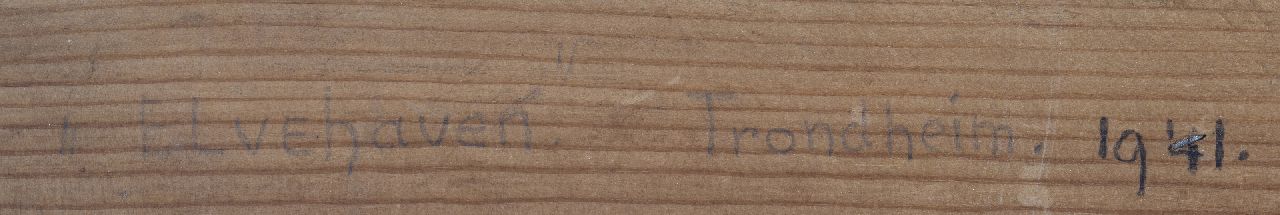 "ELvehaven". Trondheim. 1941.